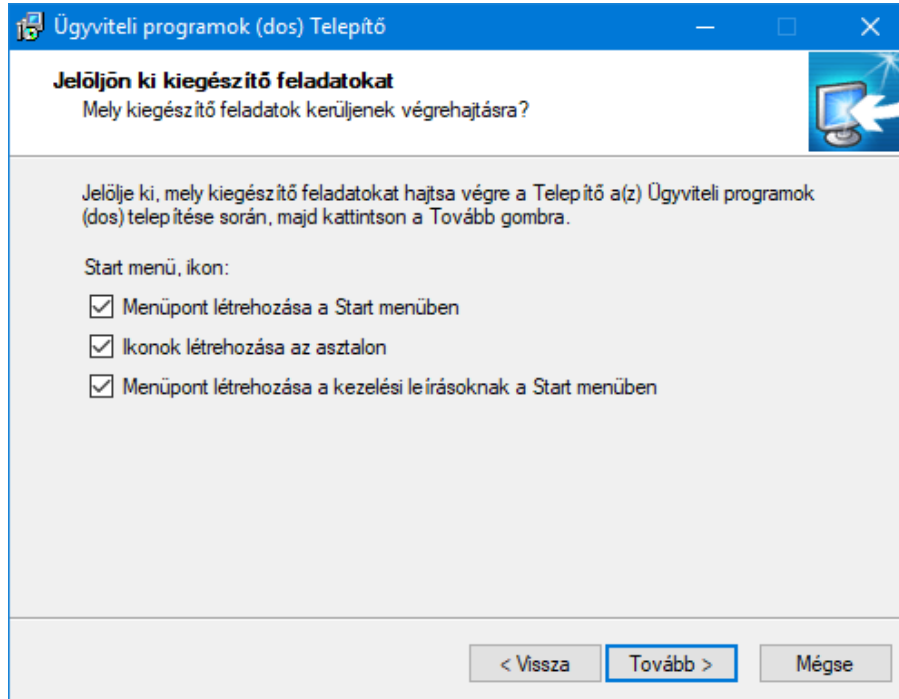 Ügyviteli programok (dos) Telepítő
Jelőljőn ki kiegészítő feladatokat
Mely kiegészítő feladatok kerüljenek végrehajtásra?
Jelölje ki, mely kiegészítő feladatokat hajtsa végre a Telepítő a(z) Ügyviteli programok
(dos) telepítése során, majd kattintson a Tovább gombra.
Start menü, ikon:
Menüpont létrehozása a Start menüben
Ikonok létrehozása az asztalon
Menüpont létrehozása a kezelési leírásoknak a Start menüben
< Vissza
Tovább >
Mégse